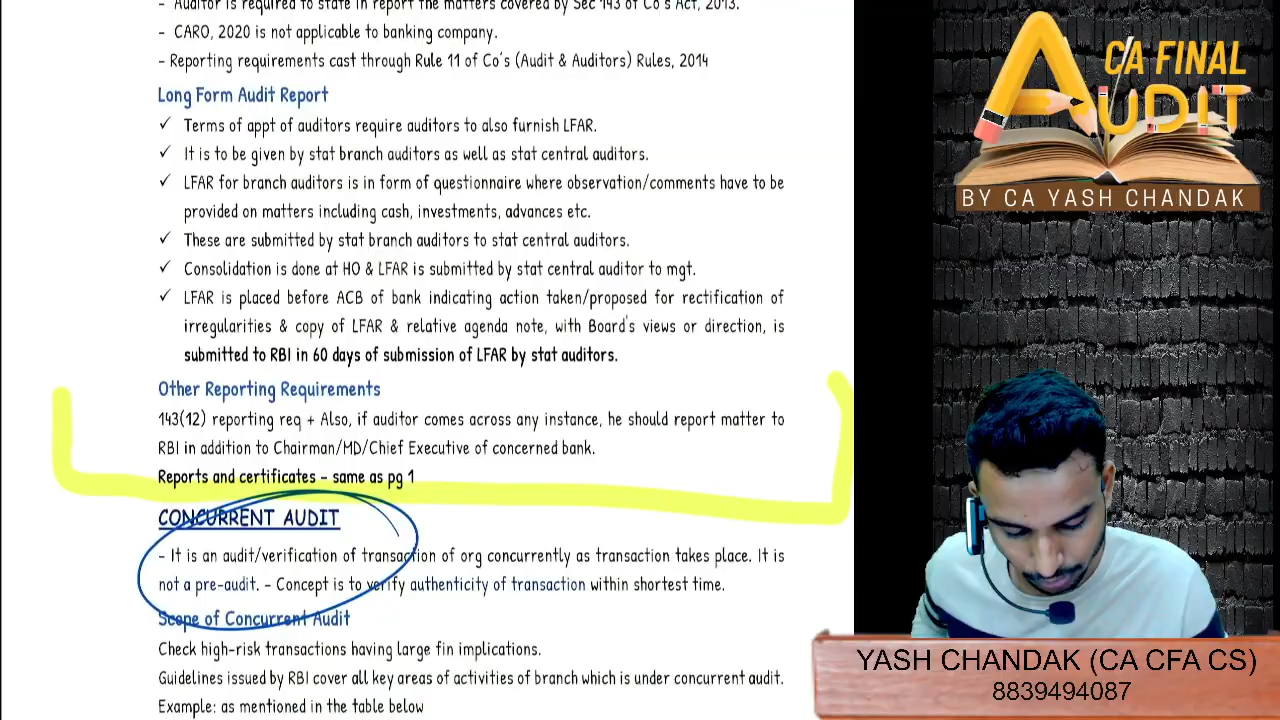 - Auditor is required to state in report the matters covered by Sec 143 of Co's Act, 2013.
- CARO, 2020 is not applicable to banking company.
- Reporting requirements cast through Rule 11 of Co's (Audit & Auditors) Rules, 2014
Long Form Audit Report
✓ Terms of appt of auditors require auditors to also furnish LFAR.
✓ It is to be given by stat branch auditors as well as stat central auditors.
✓ LFAR for branch auditors is in form of questionnaire where observation/comments have to be
provided on matters including cash, investments, advances etc.
✓ These are submitted by stat branch auditors to stat central auditors.
✓ Consolidation is done at HO & LFAR is submitted by stat central auditor to mgt.
✓ LFAR is placed before ACB of bank indicating action taken/proposed for rectification of
irregularities & copy of LFAR & relative agenda note, with Board's views or direction, is
submitted to RBI in 60 days of submission of LFAR by stat auditors.
Other Reporting Requirements
143(12) reporting req + Also, if auditor comes across any instance, he should report matter to
RBI in addition to Chairman/MD/Chief Executive of concerned bank.
Reports and certificates - same as pg 1
CONCURRENT AUDIT
- It is an audit/verification of transaction of org concurrently as transaction takes place. It is
not a pre-audit. - Concept is to verify authenticity of transaction within shortest time.
Scope of Concurrent Audit
Check high-risk transactions having large fin implications.
Guidelines issued by RBI cover all key areas of activities of branch which is under concurrent audit.
Example: as mentioned in the table below
CA FINAL
AUDIT
BY CA YASH CHANDAK
YASH CHANDAK (CA CFA CS)
8839494087